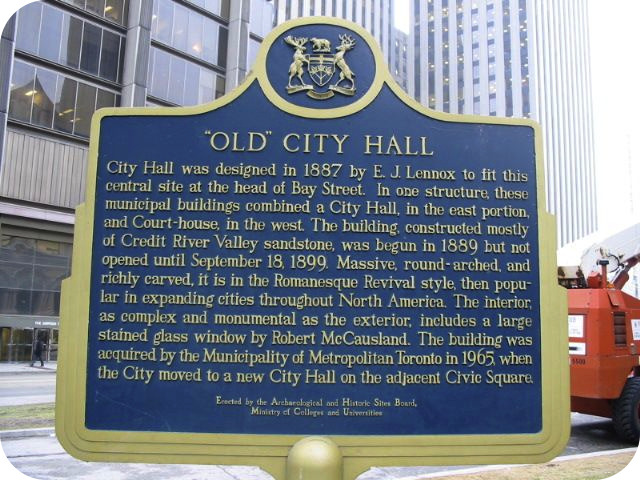 "OLD" CITY HALL
City Hall was designed in 1887 by E. J. Lennox to fit this
central site at the head of Bay Street. In one structure, these
municipal buildings combined a City Hall, in the east portion,
and Court-house, in the west. The building, constructed mostly
of Credit River Valley sandstone, was begun in 1889 but not
opened until September 18, 1899. Massive, round-arched, and
richly carved, it is in the Romanesque Revival style, then popu-
lar in expanding cities throughout North America. The interior,
as complex and monumental as the exterior, includes a large
stained glass window by Robert McCausland. The building was
acquired by the Municipality of Metropolitan Toronto in 1965, when
the City moved to a new City Hall on the adjacent Civic Square.
Erected by the Archaeological and Historic Sites Board,
Ministry of Colleges and Universities